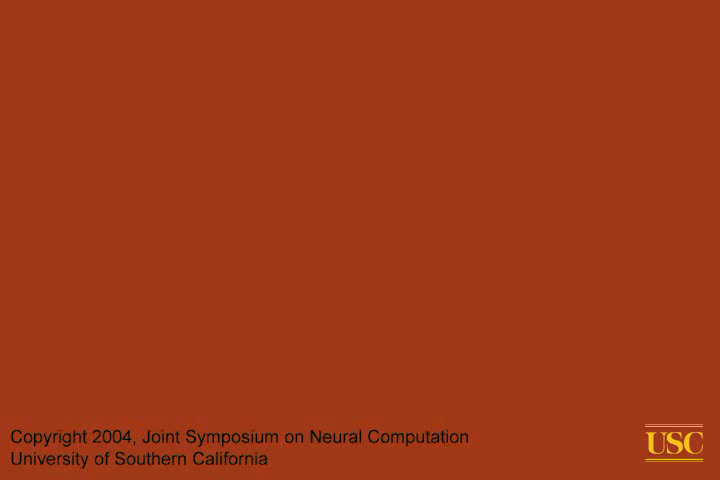 Copyright 2004, Joint Symposium on Neural Computation
University of Southern California
USC